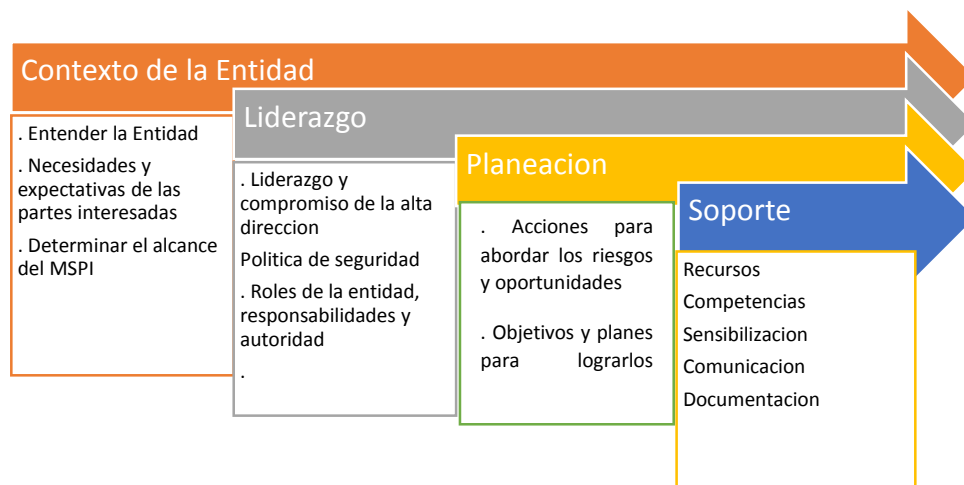 Contexto de la Entidad
. Entender la Entidad
. Necesidades y
expectativas de las
partes interesadas
. Determinar el alcance
del MSPI
Liderazgo
. Liderazgo y
compromiso de la alta
direccion
Politica de seguridad
. Roles de la entidad,
responsabilidades y
autoridad
.
Planeacion
. Acciones para
abordar los riesgos
y oportunidades
. Objetivos y planes
para lograrlos
Soporte
Recursos
Competencias
Sensibilizacion
Comunicacion
Documentacion